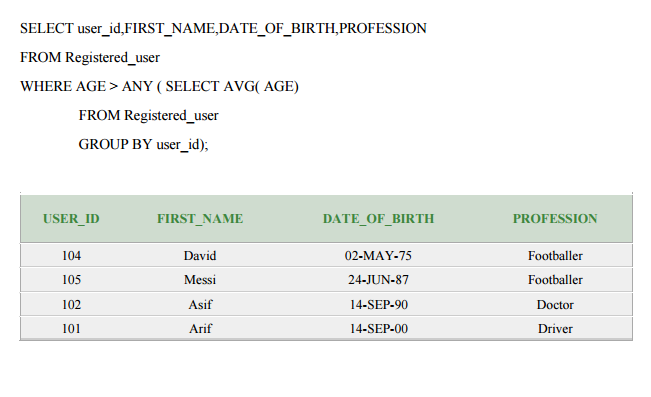 SELECT user_id,FIRST_NAME,DATE_OF_BIRTH,PROFESSION
FROM Registered_user
WHERE AGE > ANY ( SELECT AVG( AGE)
FROM Registered_user
GROUP BY user_id);
USER_ID FIRST_NAME DATE_OF_BIRTH PROFESSION
104 David 02-MAY-75 Footballer
105 Messi 24-JUN-87 Footballer
102 Asif 14-SEP-90 Doctor
101 Arif 14-SEP-00 Driver